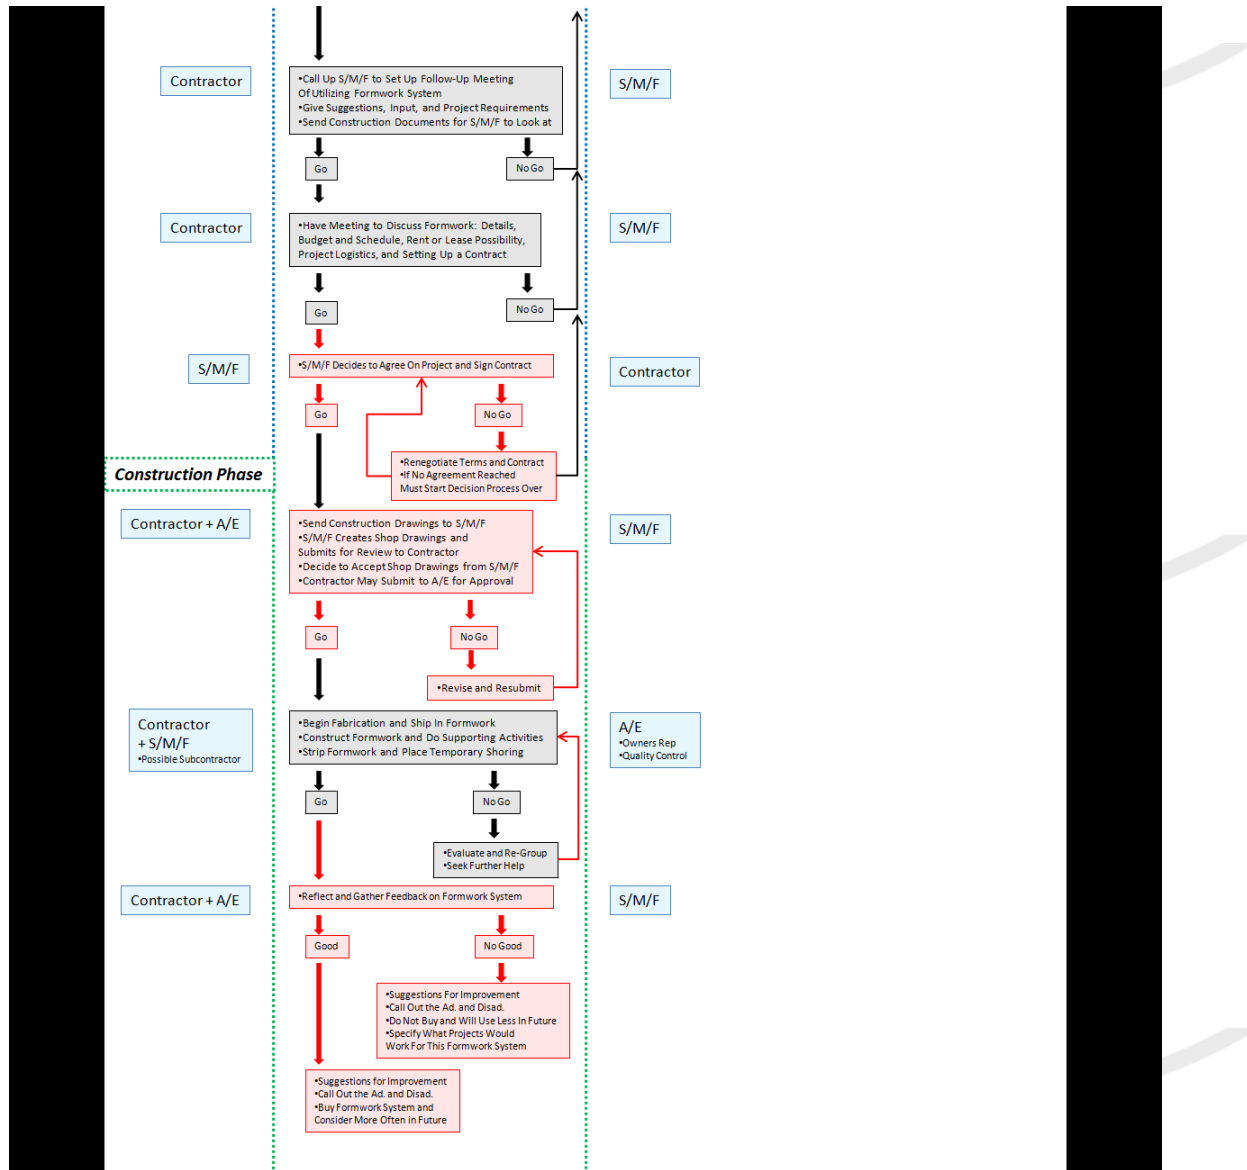 Contractor
•Call Up S/M/F to Set Up Follow-Up Meeting
Of Utilizing Formwork System
•Give Suggestions, Input, and Project Requirements
•Send Construction Documents for S/M/F to Look at
S/M/F
Go
No Go
Contractor
•Have Meeting to Discuss Formwork: Details,
Budget and Schedule, Rent or Lease Possibility,
Project Logistics, and Setting Up a Contract
S/M/F
Go
No Go
S/M/F
•S/M/F Decides to Agree On Project and Sign Contract
Contractor
Go
No Go
Construction Phase
•Renegotiate Terms and Contract
•If No Agreement Reached
Must Start Decision Process Over
Contractor + A/E
•Send Construction Drawings to S/M/F
•S/M/F Creates Shop Drawings and
Submits for Review to Contractor
•Decide to Accept Shop Drawings from S/M/F
•Contractor May Submit to A/E for Approval
S/M/F
Go
No Go
•Revise and Resubmit
Contractor
+ S/M/F
•Possible Subcontractor
•Begin Fabrication and Ship In Formwork
•Construct Formwork and Do Supporting Activities
•Strip Formwork and Place Temporary Shoring
A/E
•Owners Rep
•Quality Control
Go
No Go
•Evaluate and Re-Group
•Seek Further Help
Contractor + A/E
•Reflect and Gather Feedback on Formwork System
S/M/F
Good
No Good
•Suggestions For Improvement
•Call Out the Ad. and Disad.
•Do Not Buy and Will Use Less In Future
•Specify What Projects Would
Work For This Formwork System
•Suggestions for Improvement
•Call Out the Ad. and Disad.
•Buy Formwork System and
Consider More Often in Future